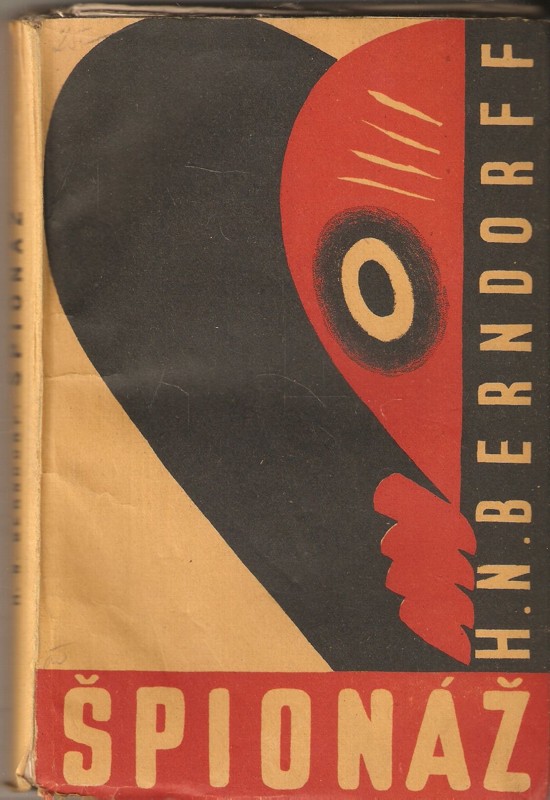 H.N.BERNDORFF
ŠPIONÁŽ
H. N. BERNDORFF: ŠPIONÁŽ